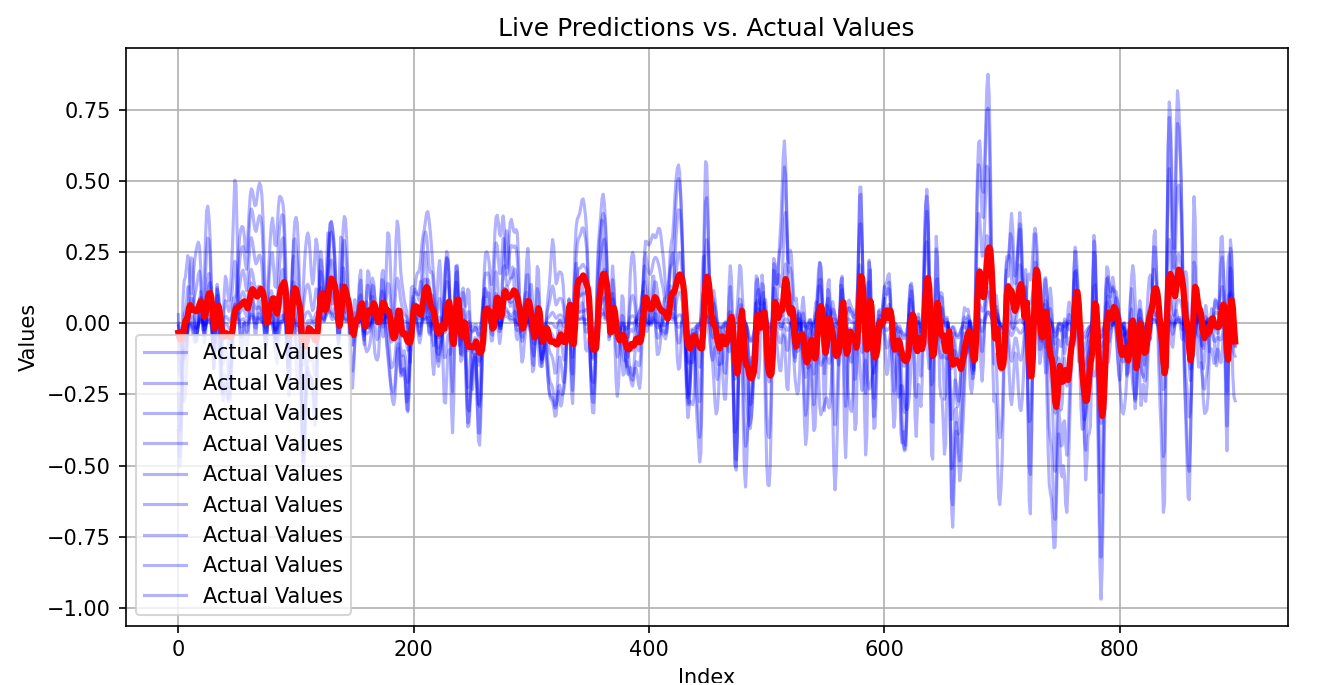 Live Predictions vs. Actual Values
Values
0.75
0.50
0.25
0.00
−0.25
−0.50
−0.75
−1.00
Actual Values
Actual Values
Actual Values
Actual Values
Actual Values
Actual Values
Actual Values
Actual Values
Actual Values
0
200
400
600
800
Index